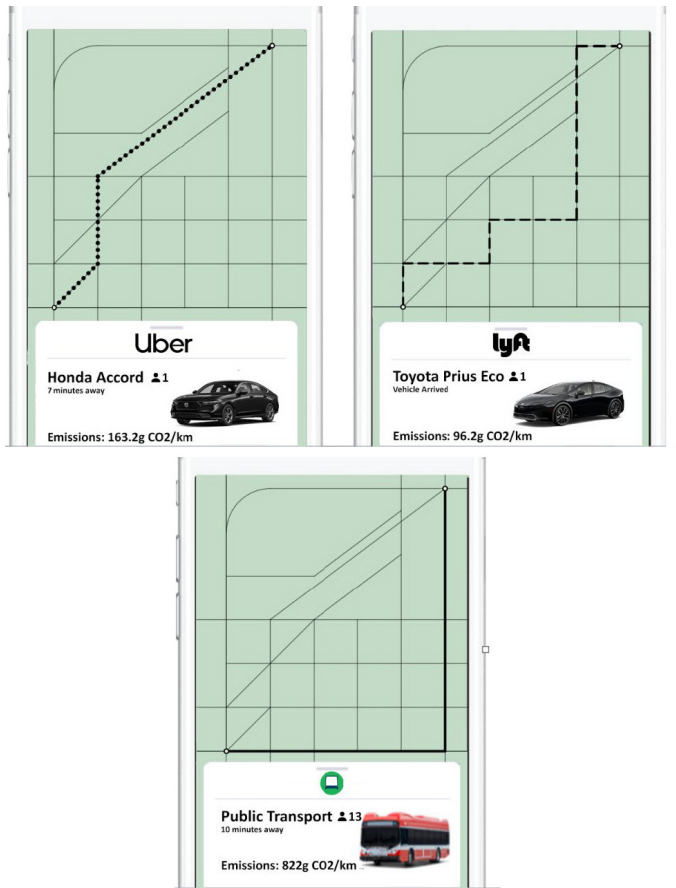 Uber
Honda Accord 1
7 minutes away
Emissions: 163.2g CO2/km
lyft
Toyota Prius Eco 1
Vehicle Arrived
Emissions: 96.2g CO2/km
Public Transport 13
10 minutes away
Emissions: 822g CO2/km